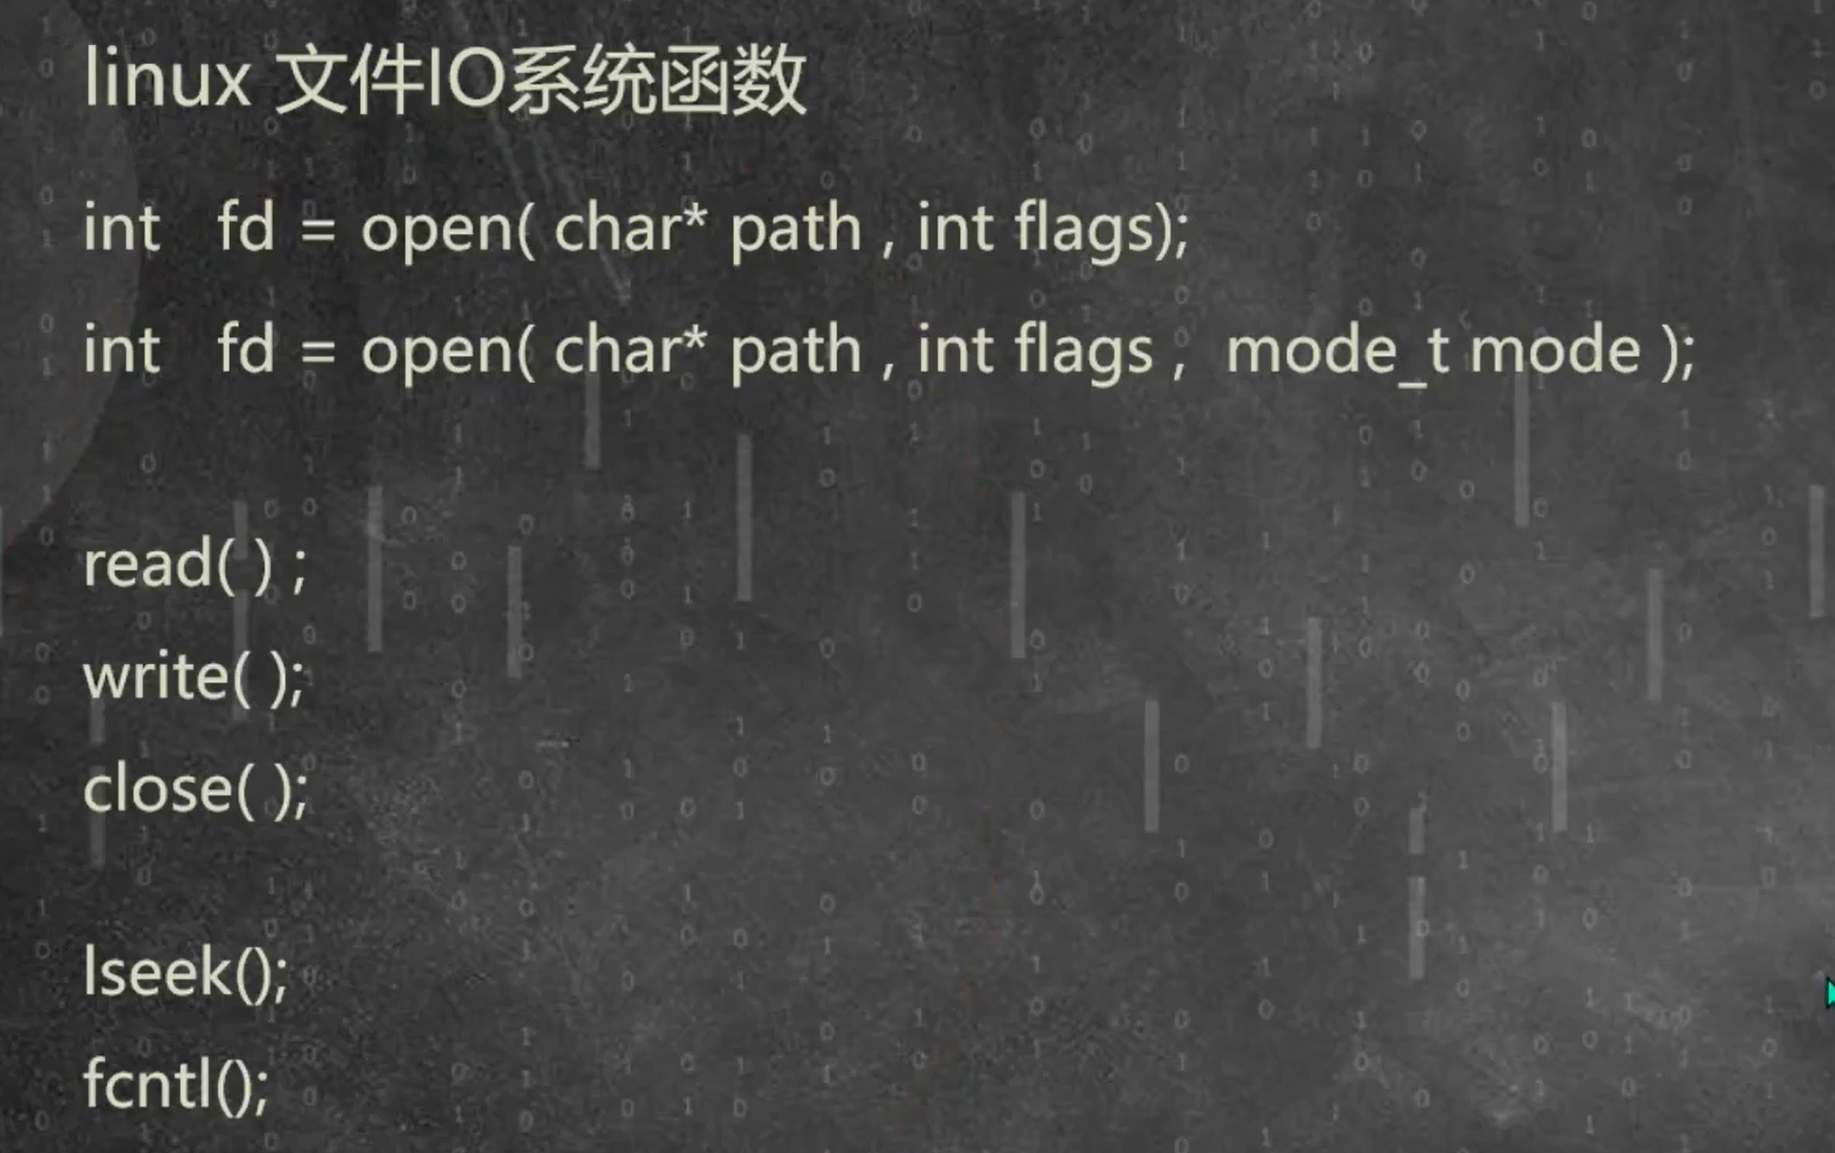 linux 文件IO系统函数
int fd = open( char* path , int flags);
int fd = open( char* path , int flags , mode_t mode );
read( ) ;
write( );
close( );
lseek();
fcntl();